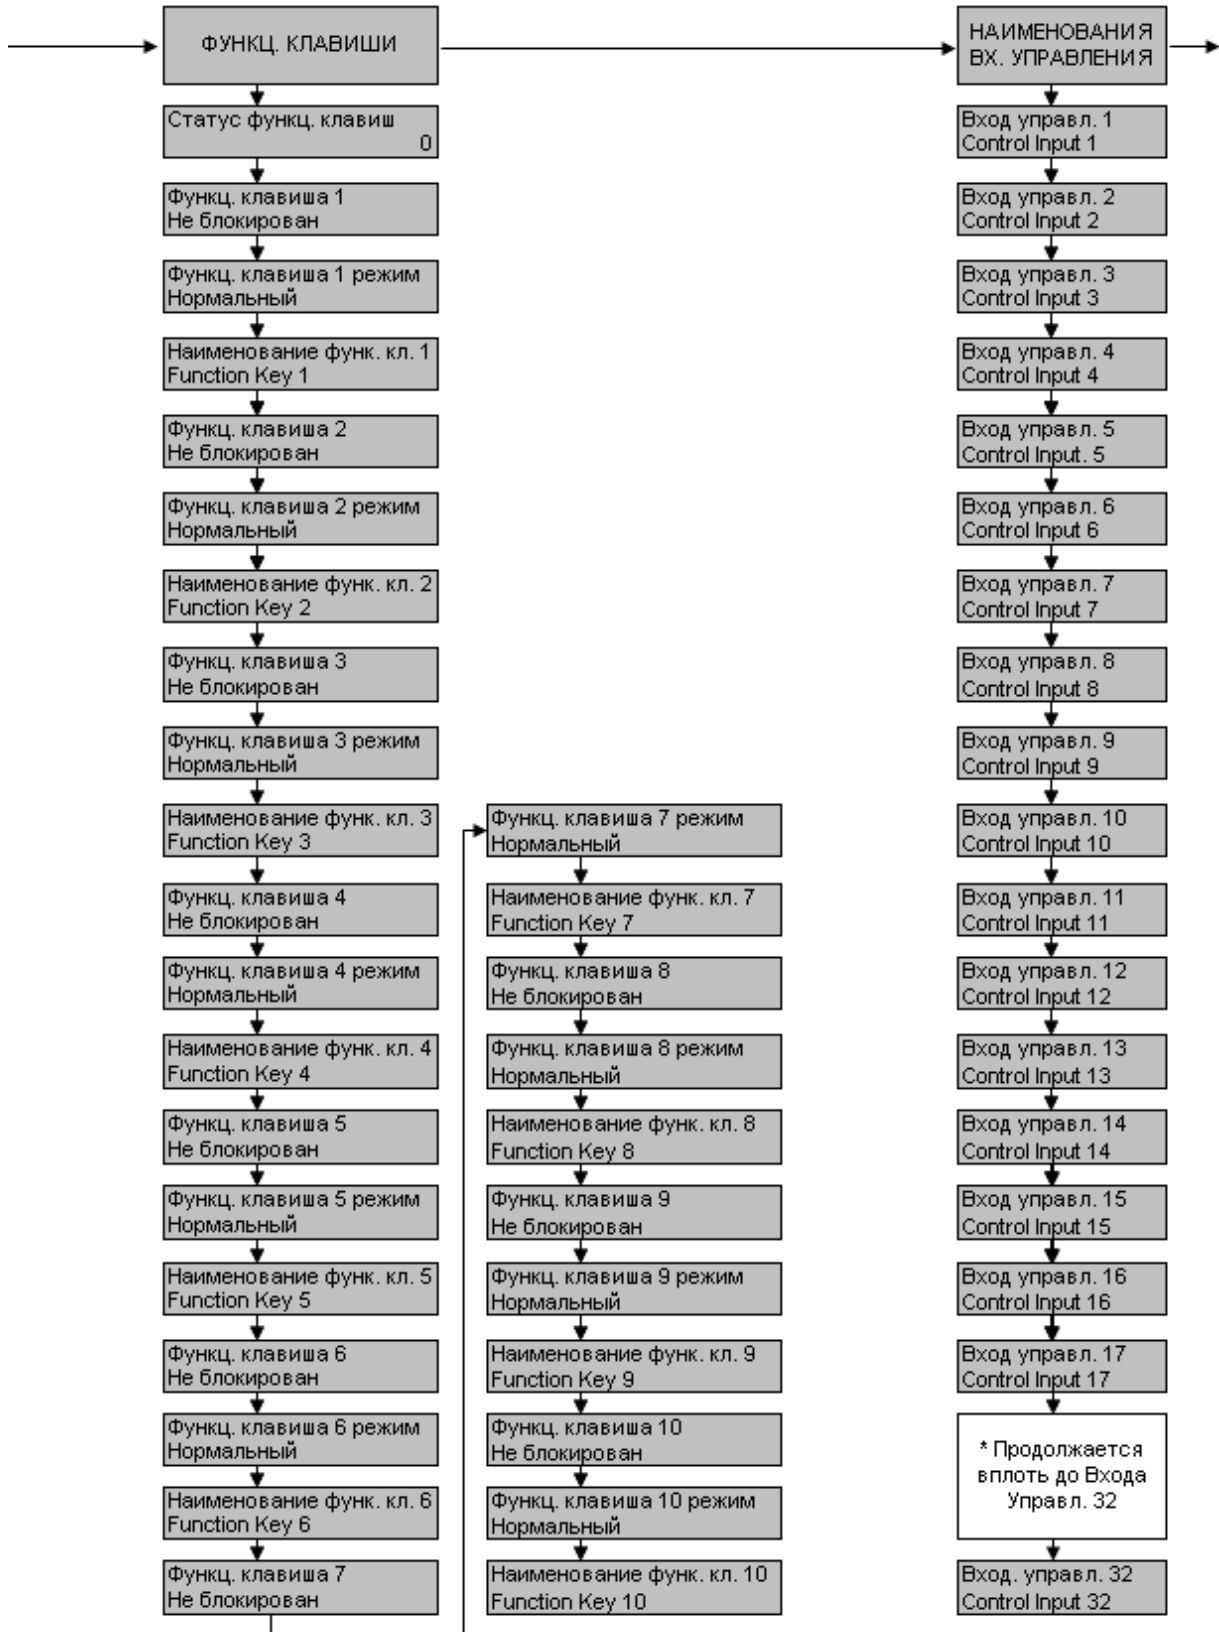 ФУНКЦ. КЛАВИШИ
Статус функц. клавиш
0
Функц. клавиша 1
Не блокирован
Функц. клавиша 1 режим
Нормальный
Наименование функ. кл. 1
Function Key 1
Функц. клавиша 2
Не блокирован
Функц. клавиша 2 режим
Нормальный
Наименование функ. кл. 2
Function Key 2
Функц. клавиша 3
Не блокирован
Функц. клавиша 3 режим
Нормальный
Наименование функ. кл. 3
Function Key 3
Функц. клавиша 4
Не блокирован
Функц. клавиша 4 режим
Нормальный
Наименование функ. кл. 4
Function Key 4
Функц. клавиша 5
Не блокирован
Функц. клавиша 5 режим
Нормальный
Наименование функ. кл. 5
Function Key 5
Функц. клавиша 6
Не блокирован
Функц. клавиша 6 режим
Нормальный
Наименование функ. кл. 6
Function Key 6
Функц. клавиша 7
Не блокирован
Функц. клавиша 7 режим
Нормальный
Наименование функ. кл. 7
Function Key 7
Функц. клавиша 8
Не блокирован
Функц. клавиша 8 режим
Нормальный
Наименование функ. кл. 8
Function Key 8
Функц. клавиша 9
Не блокирован
Функц. клавиша 9 режим
Нормальный
Наименование функ. кл. 9
Function Key 9
Функц. клавиша 10
Не блокирован
Функц. клавиша 10 режим
Нормальный
Наименование функ. кл. 10
Function Key 10
НАИМЕНОВАНИЯ
ВХ. УПРАВЛЕНИЯ
Вход управл. 1
Control Input 1
Вход управл. 2
Control Input 2
Вход управл. 3
Control Input 3
Вход управл. 4
Control Input 4
Вход управл. 5
Control Input. 5
Вход управл. 6
Control Input 6
Вход управл. 7
Control Input 7
Вход управл. 8
Control Input 8
Вход управл. 9
Control Input 9
Вход управл. 10
Control Input 10
Вход управл. 11
Control Input 11
Вход управл. 12
Control Input 12
Вход управл. 13
Control Input 13
Вход управл. 14
Control Input 14
Вход управл. 15
Control Input 15
Вход управл. 16
Control Input 16
Вход управл. 17
Control Input 17
* Продолжается
вплоть до Входа
Управл. 32
Вход. управл. 32
Control Input 32